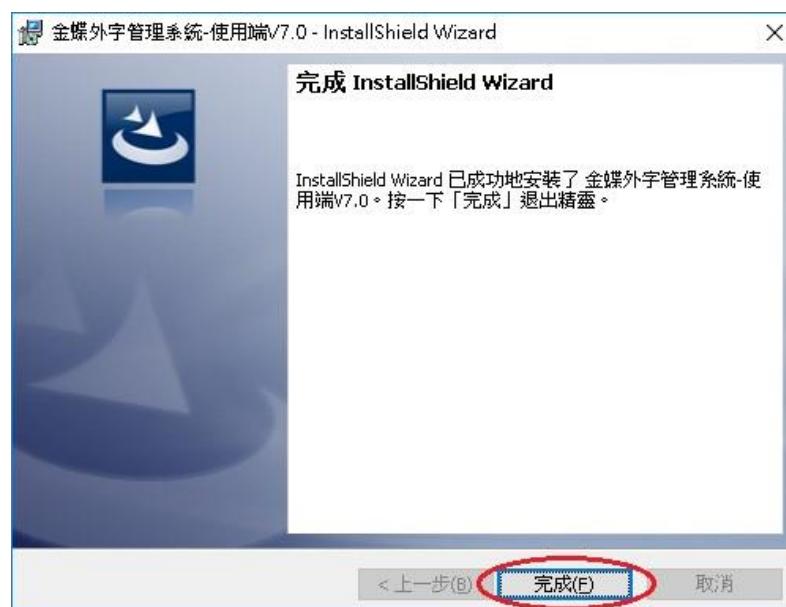 金蝶外字管理系統-使用端V7.0 - InstallShield Wizard
完成 InstallShield Wizard
InstallShield Wizard 已成功地安裝了 金蝶外字管理系統-使
用端V7.0。按一下「完成」退出精靈。
< 上一步(B)
完成(F)
取消